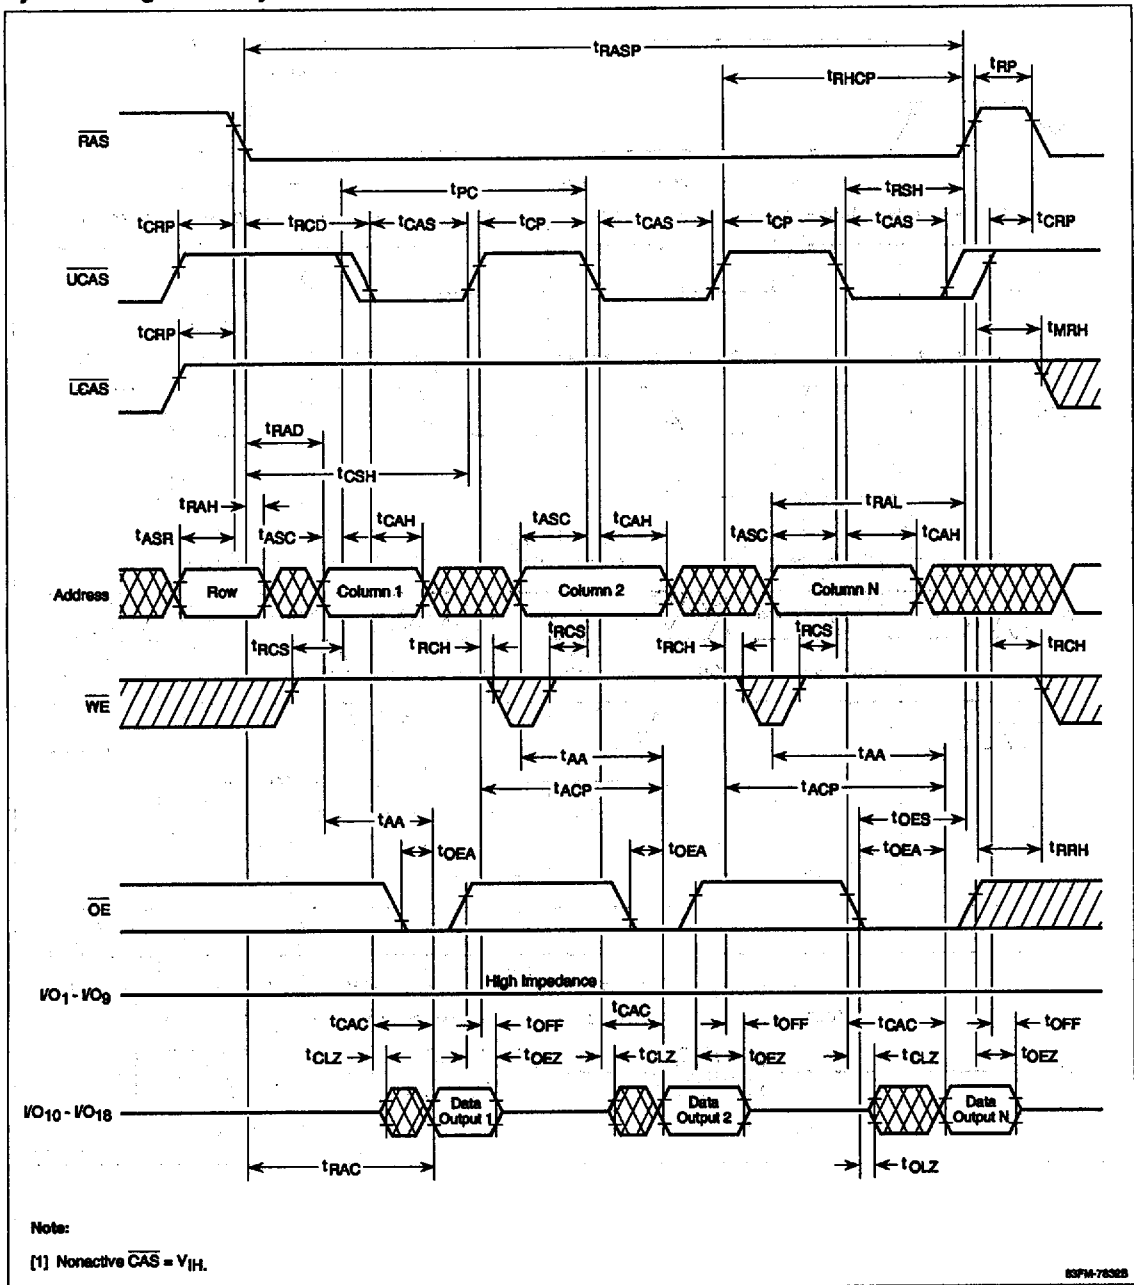 tRASP
tRHCP
tRP
RAS
tPC
tRSH
tCRP
tRCD
tCAS
tCP
tCAS
tCP
tCAS
tCRP
UCAS
tCRP
tMRH
LCAS
tRAD
tCSH
tRAH
tRAL
tASR
tASC
tCAH
tASC
tCAH
tASC
tCAH
Address
Row
Column 1
Column 2
Column N
tRCS
tRCH
tRCS
tRCH
tRCS
tRCH
WE
tAA
tAA
tACP
tACP
tAA
tOES
tOEA
tOEA
tOEA
tRRH
OE
High Impedance
I/O1 - I/O9
tCAC
tOFF
tCAC
tOFF
tCAC
tOFF
tCLZ
tOEZ
tCLZ
tOEZ
tCLZ
tOEZ
I/O10 - I/O18
Data
Output 1
Data
Output 2
Data
Output N
tRAC
tOLZ
Note:
[1] Nonactive CAS = VIH.
83FM-7832B